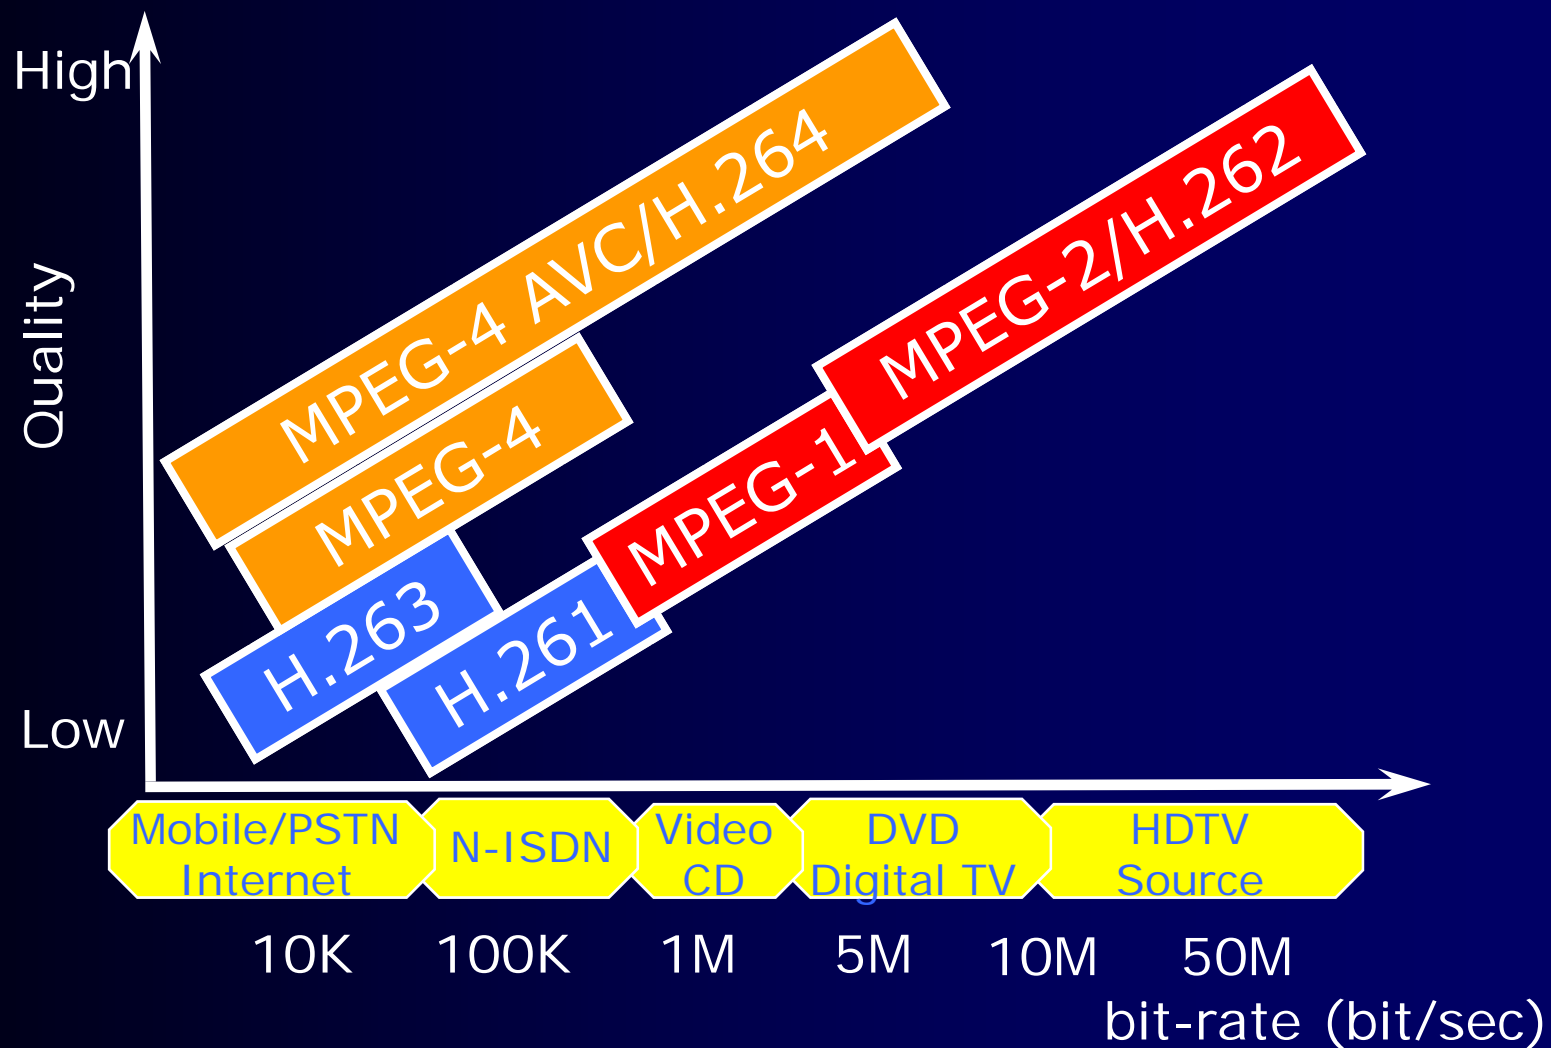 High
Quality
Low
MPEG-4 AVC/H.264
MPEG-4
H.263
H.261
MPEG-1
MPEG-2/H.262
Mobile/PSTN
Internet
N-ISDN
Video
CD
DVD
Digital TV
HDTV
Source
10K 100K 1M 5M 10M 50M
bit-rate (bit/sec)